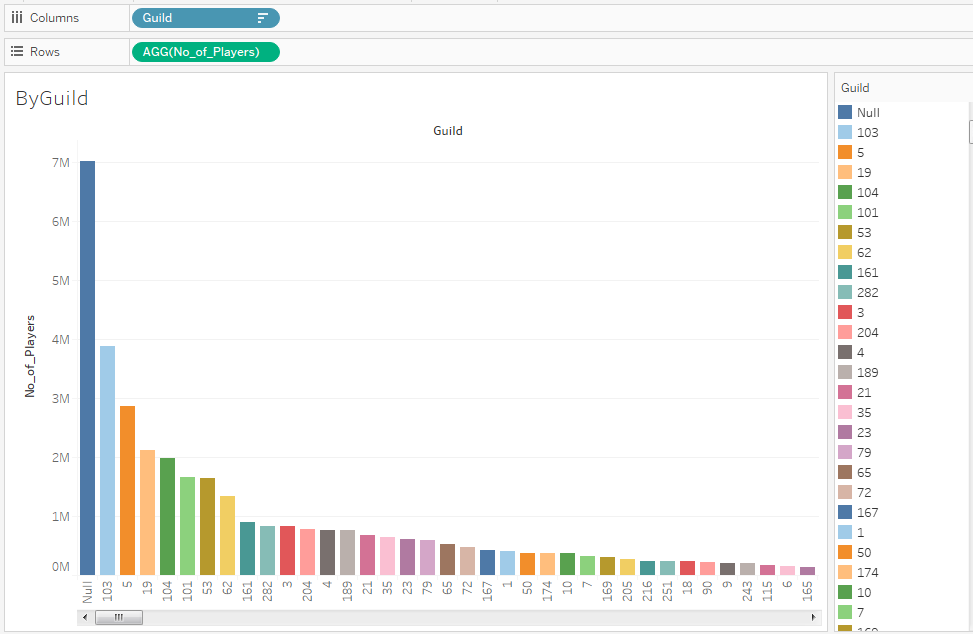 Columns
Guild
Rows
AGG(No_of_Players)
ByGuild
Guild
No_of_Players
7M
6M
5M
4M
3M
2M
1M
0M
Null 103 5 19 104 101 53 62 161 282 3 204 4 189 21 35 23 79 65 72 167 1 50 174 10 7 169 205 216 251 18 90 9 243 115 6 165
Guild
Null
103
5
19
104
101
53
62
161
282
3
204
4
189
21
35
23
79
65
72
167
1
50
174
10
7
169